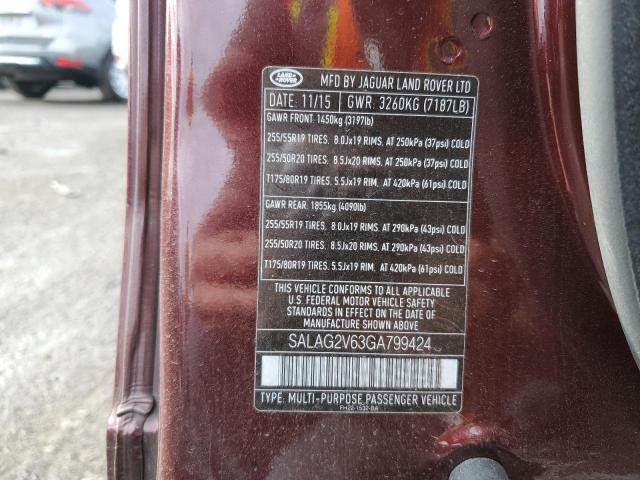 LAND ROVER
MFD BY JAGUAR LAND ROVER LTD
DATE: 11/15
GWR: 3260KG (7187LB)
GAWR FRONT: 1450kg (3197lb)
255/55R19 TIRES. 8.0Jx19 RIMS. AT 250kPa (37psi) COLD
255/50R20 TIRES. 8.5Jx20 RIMS. AT 250kPa (37psi) COLD
T175/80R19 TIRES. 5.5Jx19 RIM. AT 420kPa (61psi) COLD
GAWR REAR: 1855kg (4090lb)
255/55R19 TIRES. 8.0Jx19 RIMS. AT 290kPa (43psi) COLD
255/50R20 TIRES. 8.5Jx20 RIMS. AT 290kPa (43psi) COLD
T175/80R19 TIRES. 5.5Jx19 RIM. AT 420kPa (61psi) COLD
THIS VEHICLE CONFORMS TO ALL APPLICABLE
U.S. FEDERAL MOTOR VEHICLE SAFETY
STANDARDS IN EFFECT ON THE DATE OF
MANUFACTURE SHOWN ABOVE.
SALAG2V63GA799424
TYPE: MULTI-PURPOSE PASSENGER VEHICLE
FH22-1532-BA